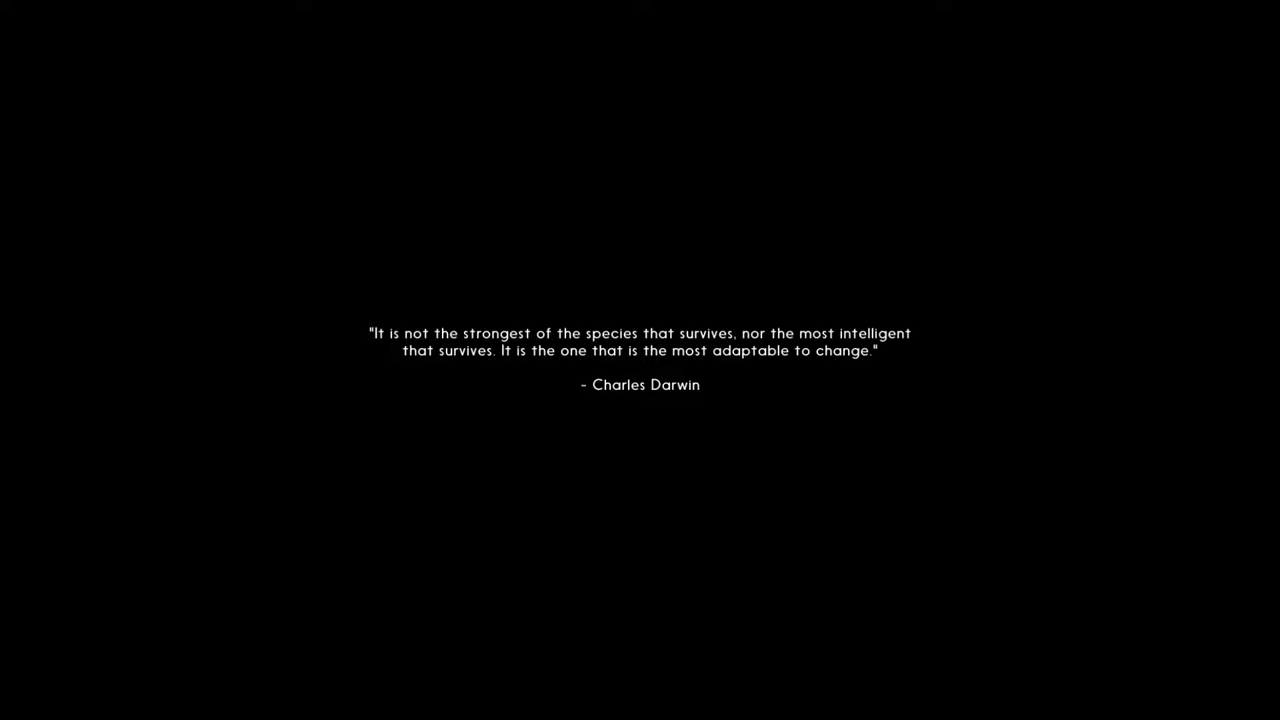 "It is not the strongest of the species that survives, nor the most intelligent
that survives. It is the one that is the most adaptable to change."
- Charles Darwin